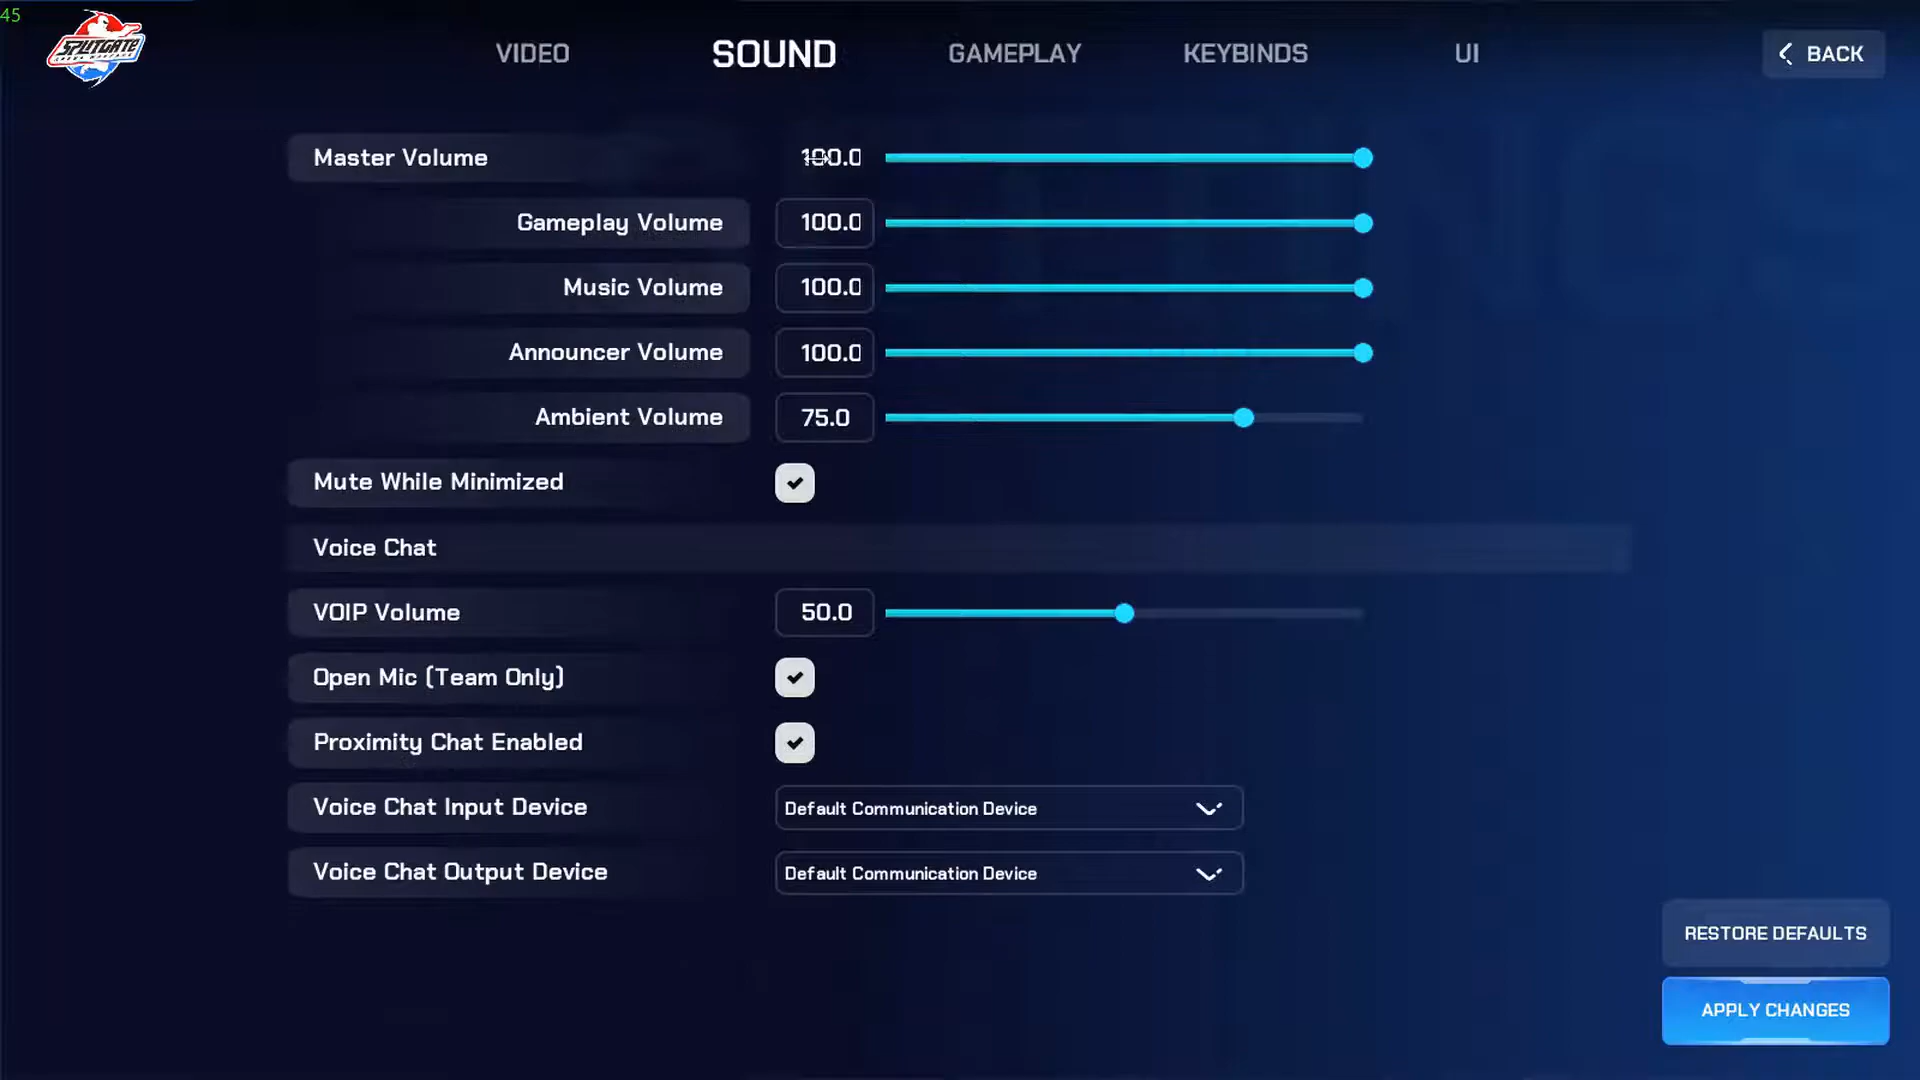 45
SPLITGATE
VIDEO SOUND GAMEPLAY KEYBINDS UI BACK
Master Volume 100.0
Gameplay Volume 100.0
Music Volume 100.0
Announcer Volume 100.0
Ambient Volume 75.0
Mute While Minimized
Voice Chat
VOIP Volume 50.0
Open Mic (Team Only)
Proximity Chat Enabled
Voice Chat Input Device Default Communication Device
Voice Chat Output Device Default Communication Device
RESTORE DEFAULTS
APPLY CHANGES